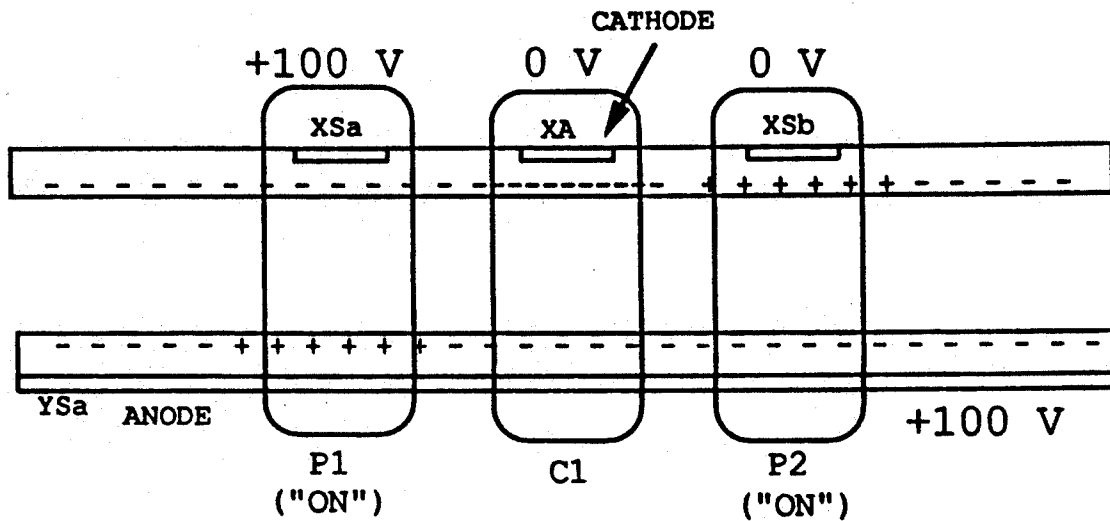 CATHODE
+100 V 0 V 0 V
XSa XA XSb
- - - - - - - - - - - - - - - - - - - - - - + + + + + + - - - - -
- - - - - + + + + + + - - - - - - - - - - - - - - - - - - -
YSa ANODE +100 V
P1 C1 P2
("ON") ("ON")